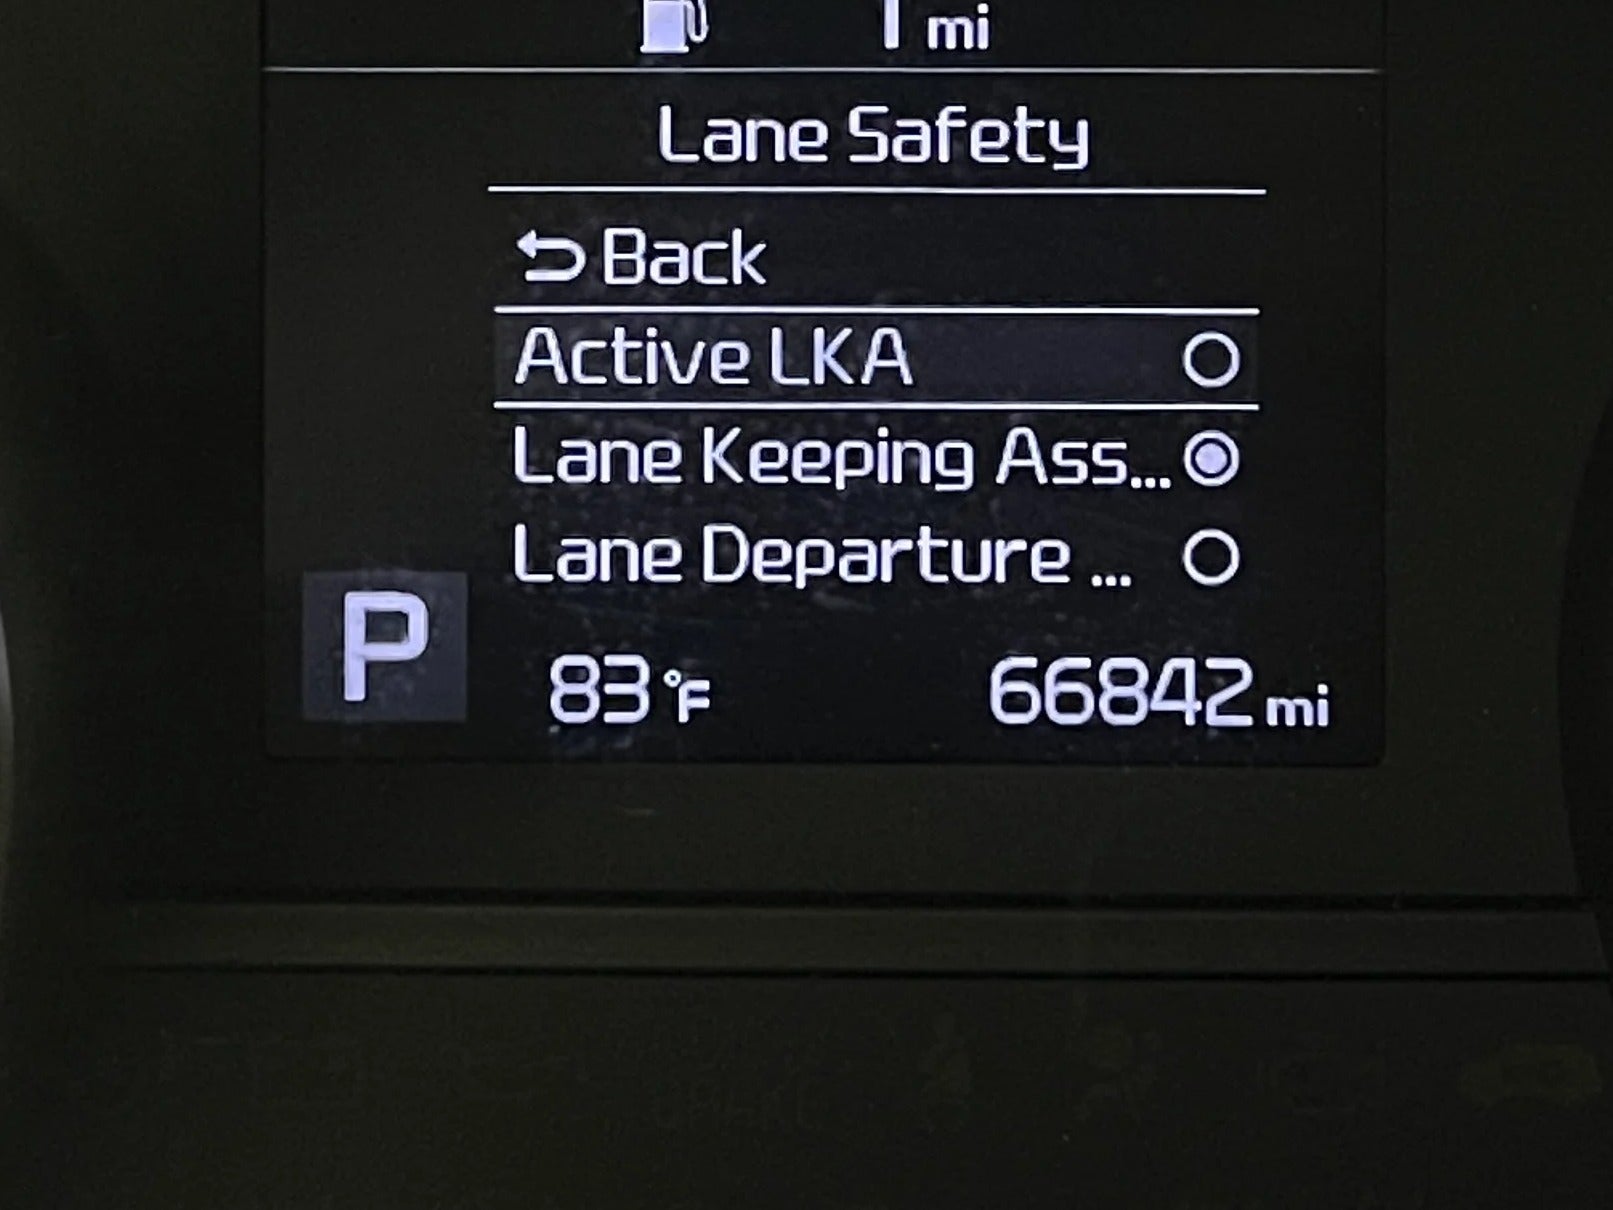 1 mi
Lane Safety
Back
Active LKA
Lane Keeping Ass...
Lane Departure ...
P
83°F 66842 mi